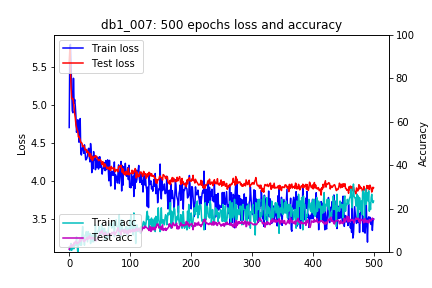 db1_007: 500 epochs loss and accuracy
Train loss
Test loss
Train acc
Test acc
Loss
5.5
5.0
4.5
4.0
3.5
Accuracy
100
80
60
40
20
0
0
100
200
300
400
500